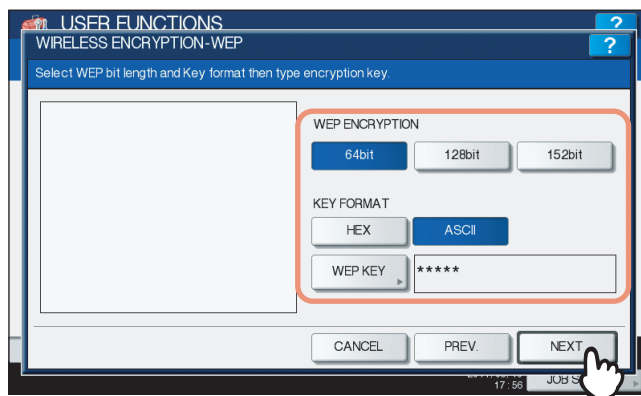 USER FUNCTIONS
?
WIRELESS ENCRYPTION-WEP
?
Select WEP bit length and Key format then type encryption key.
WEP ENCRYPTION
64bit
128bit
152bit
KEY FORMAT
HEX
ASCII
WEP KEY
*****
CANCEL
PREV.
NEXT
17:56
JOB S